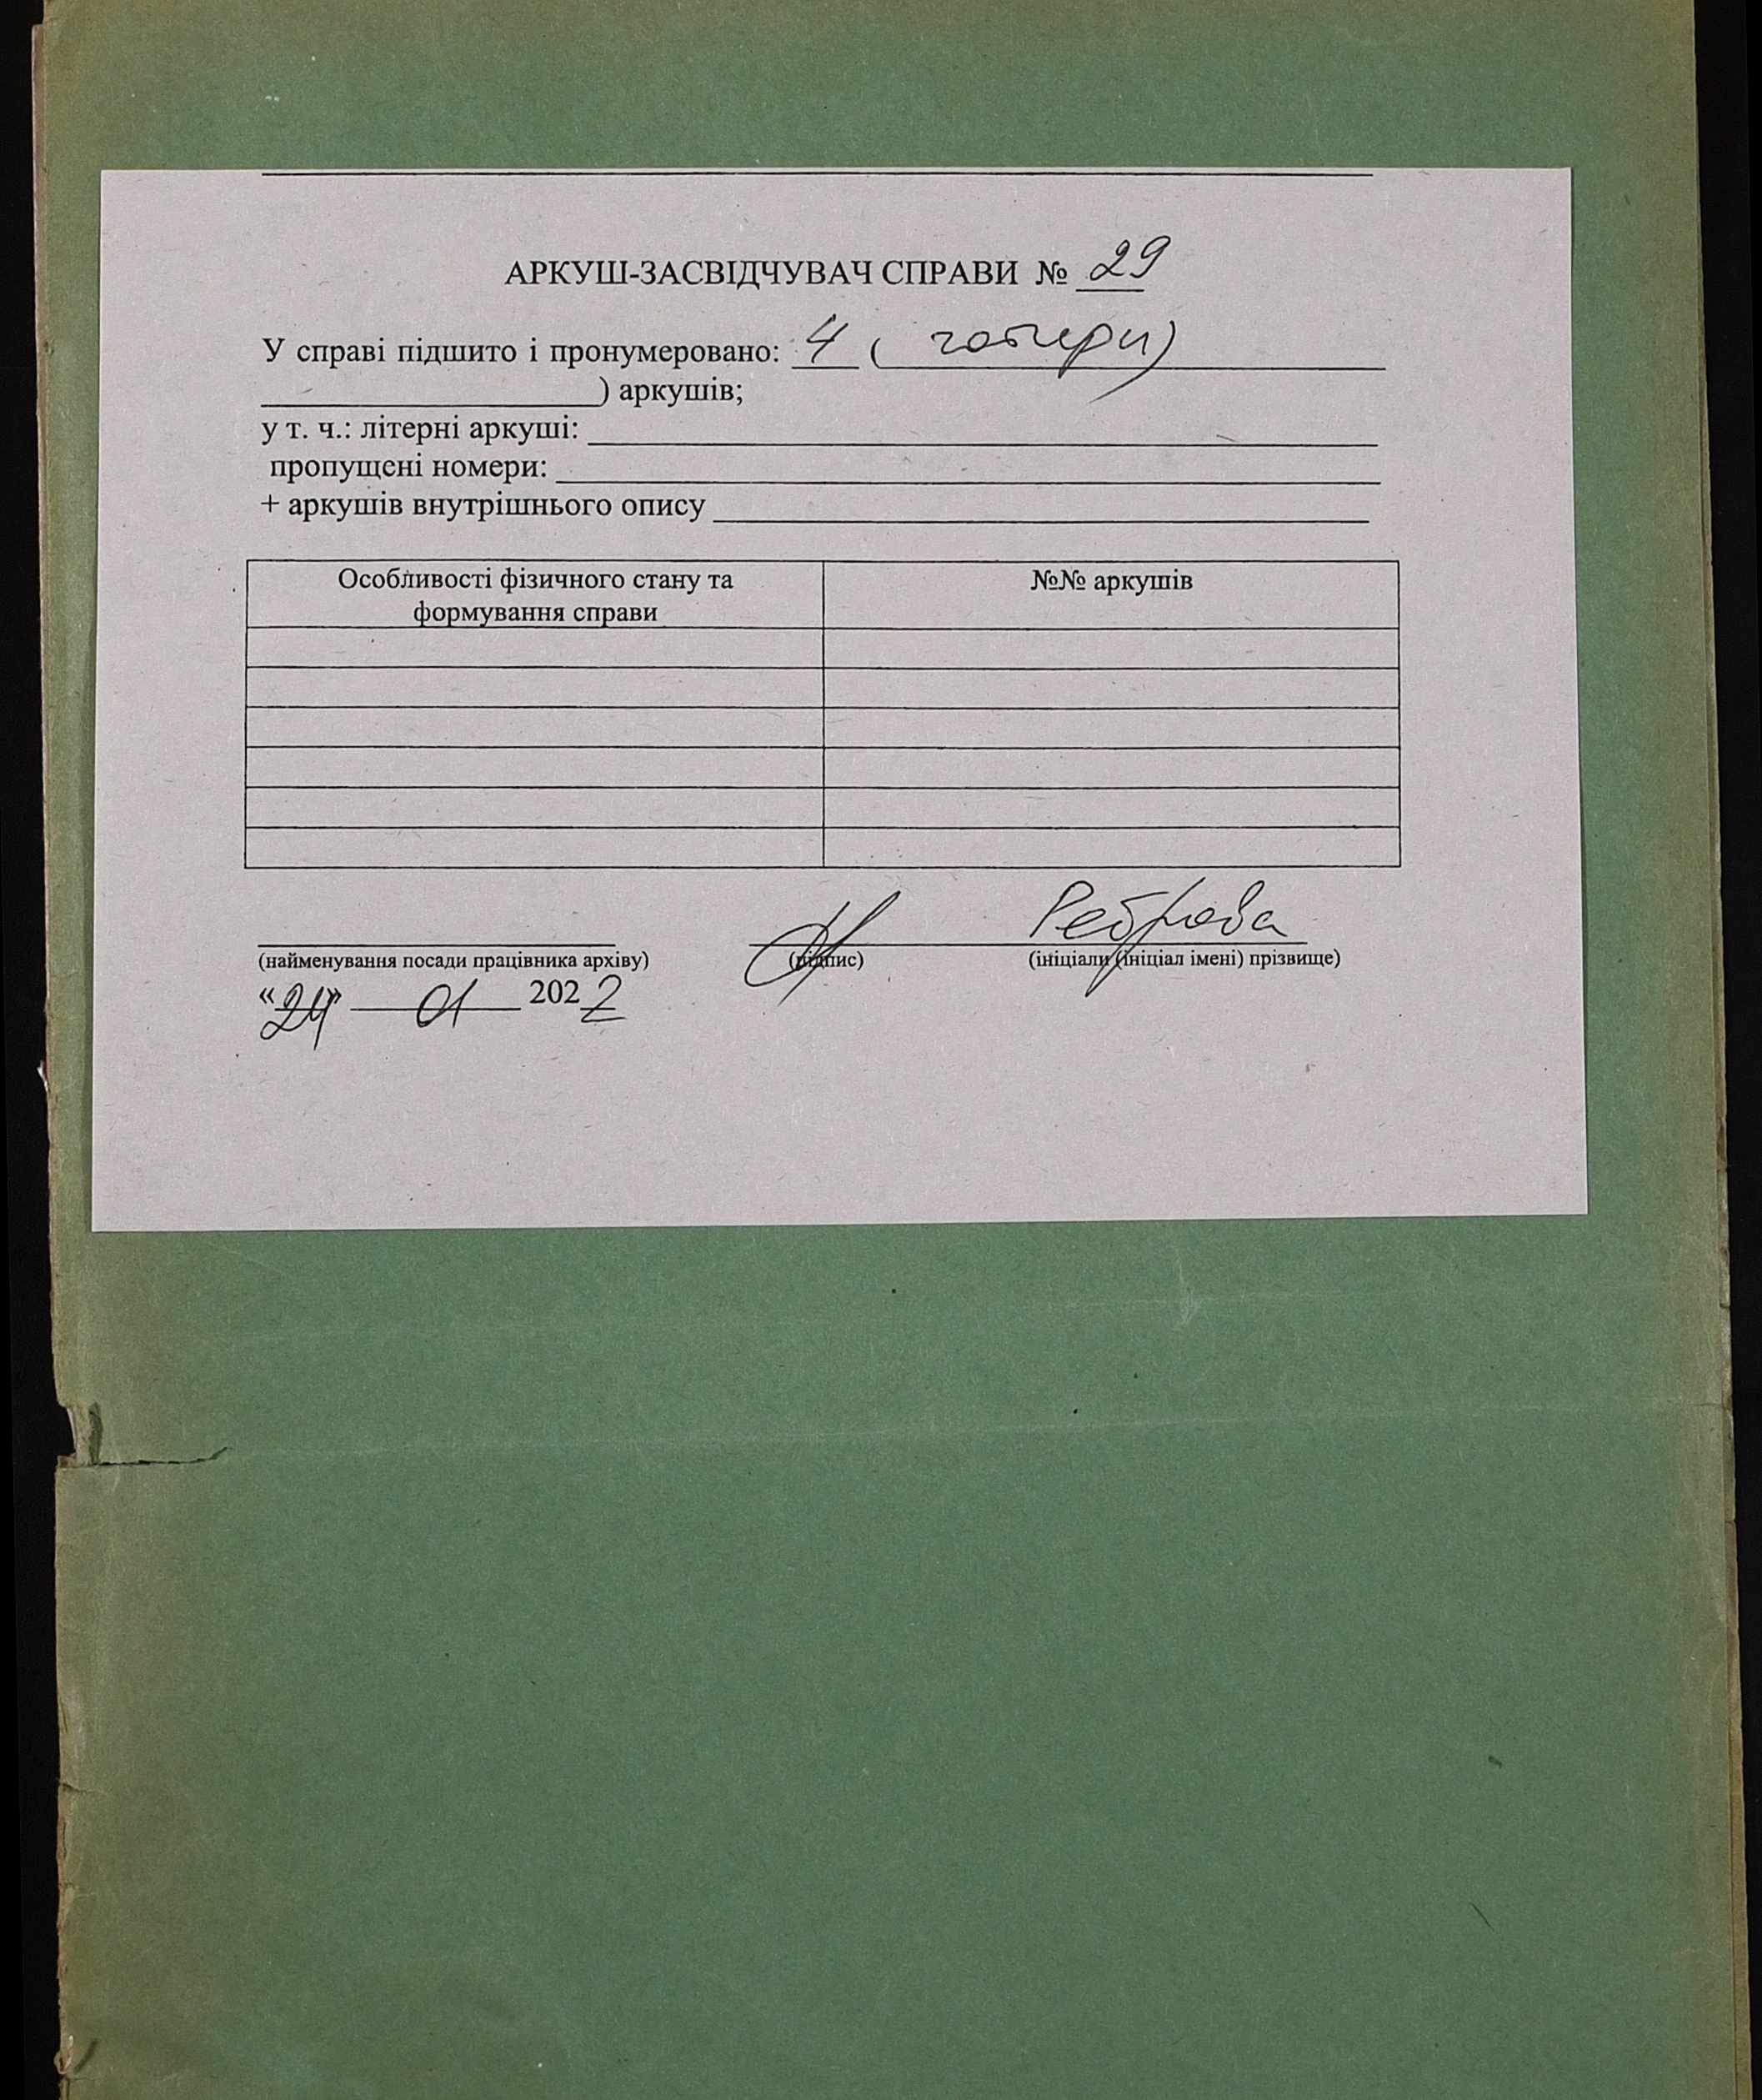 АРКУШ-ЗАСВІДЧУВАЧ СПРАВИ № 29
У справі підшито і пронумеровано: 4 ( чотири)
) аркушів;
у т. ч.: літерні аркуші:
пропущені номери:
+ аркушів внутрішнього опису
Особливості фізичного стану та формування справи
№№ аркушів
Реброва
(найменування посади працівника архіву) (підпис) (ініціали (ініціал імені) прізвище)
«24» 01 2022